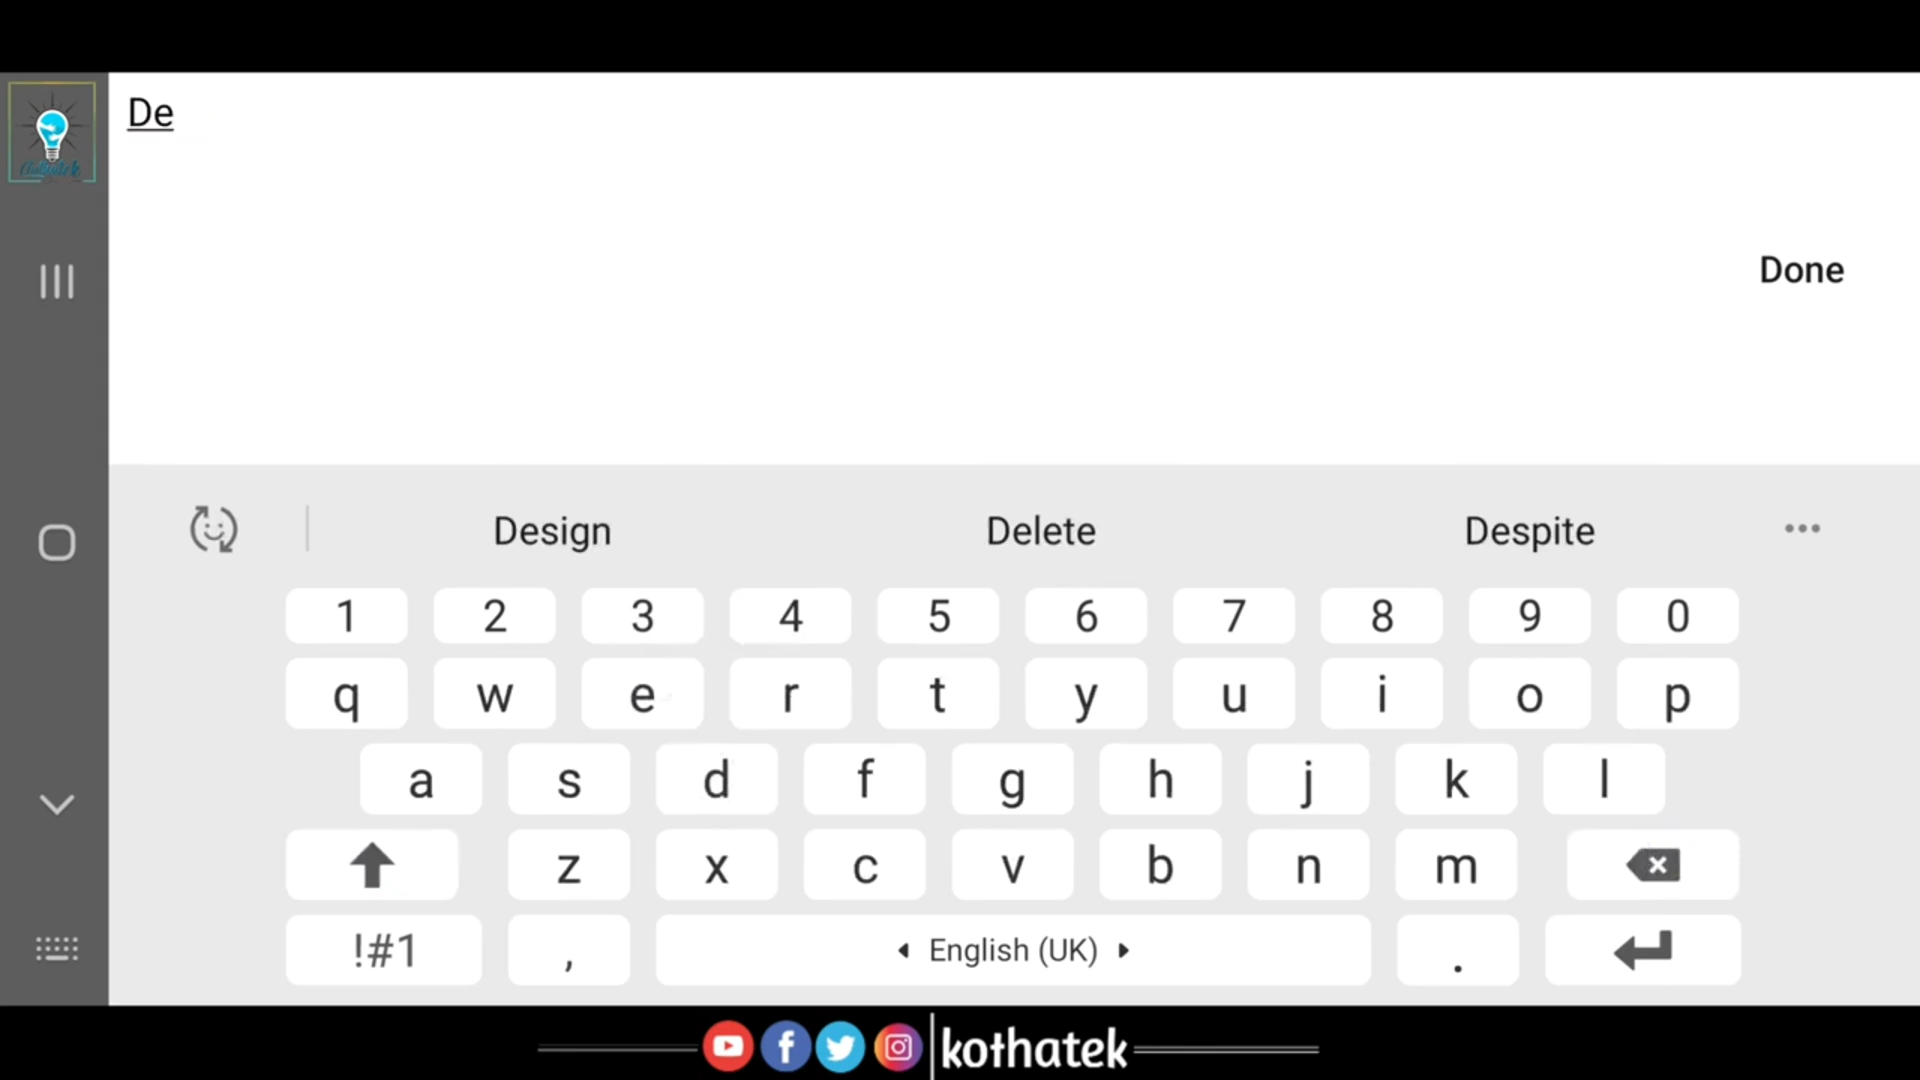 De
Done
Design Delete Despite
1 2 3 4 5 6 7 8 9 0
q w e r t y u i o p
a s d f g h j k l
z x c v b n m
!#1 , English (UK) .
kothatek